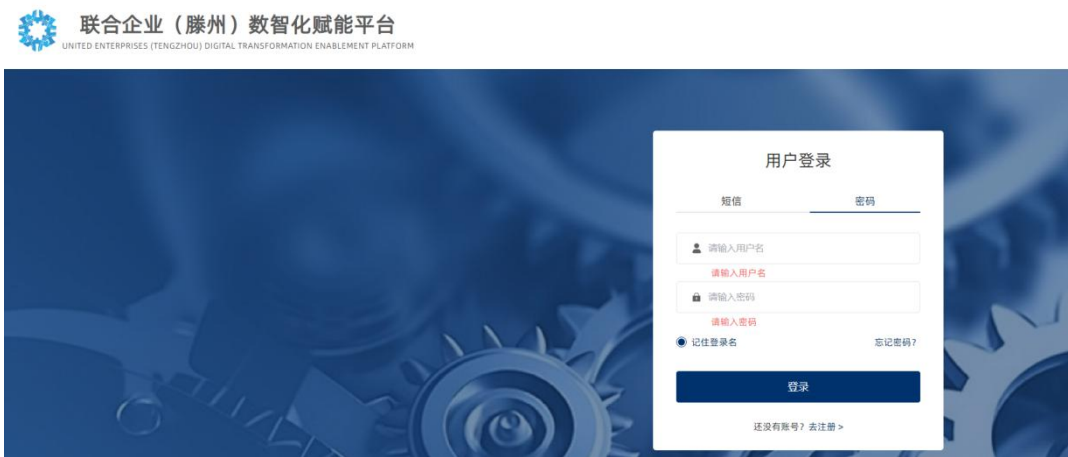 联合企业（滕州）数智化赋能平台
UNITED ENTERPRISES (TENGZHOU) DIGITAL TRANSFORMATION ENABLEMENT PLATFORM
用户登录
短信 密码
请输入用户名
请输入用户名
请输入密码
请输入密码
记住登录名 忘记密码?
登录
还没有账号? 去注册 >